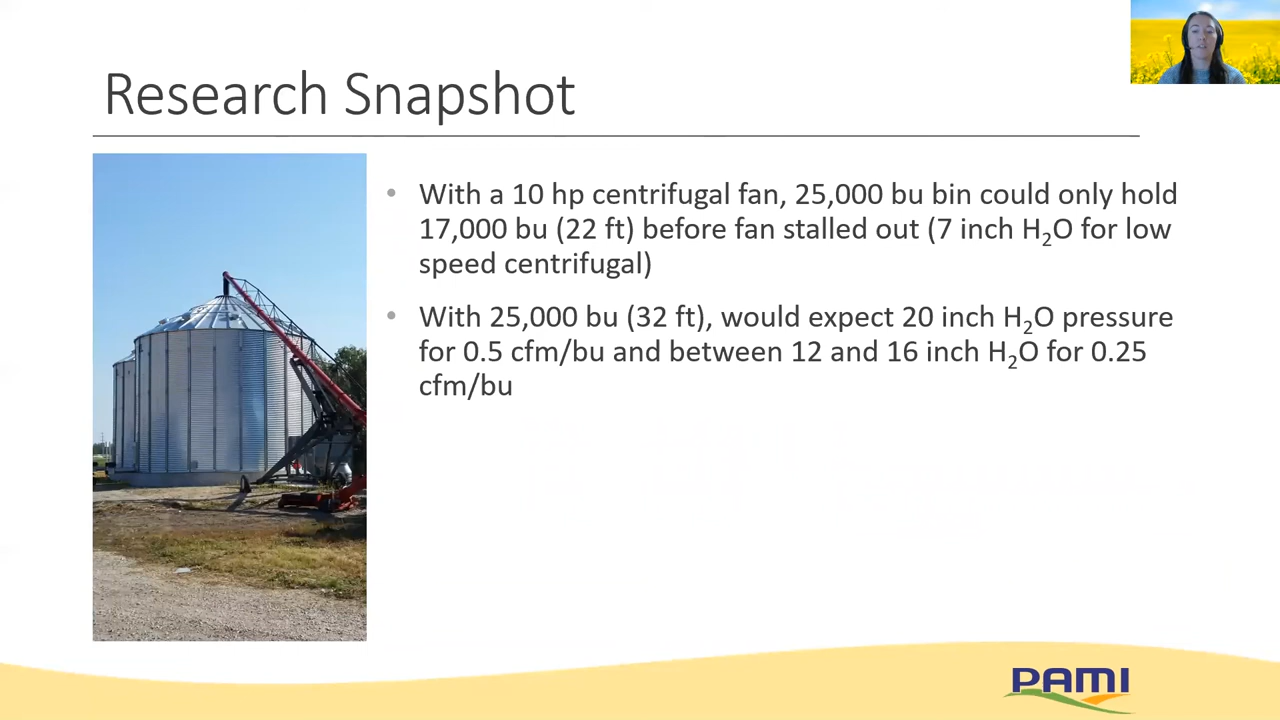 Research Snapshot
• With a 10 hp centrifugal fan, 25,000 bu bin could only hold
17,000 bu (22 ft) before fan stalled out (7 inch H₂O for low
speed centrifugal)
• With 25,000 bu (32 ft), would expect 20 inch H₂O pressure
for 0.5 cfm/bu and between 12 and 16 inch H₂O for 0.25
cfm/bu
PAMI